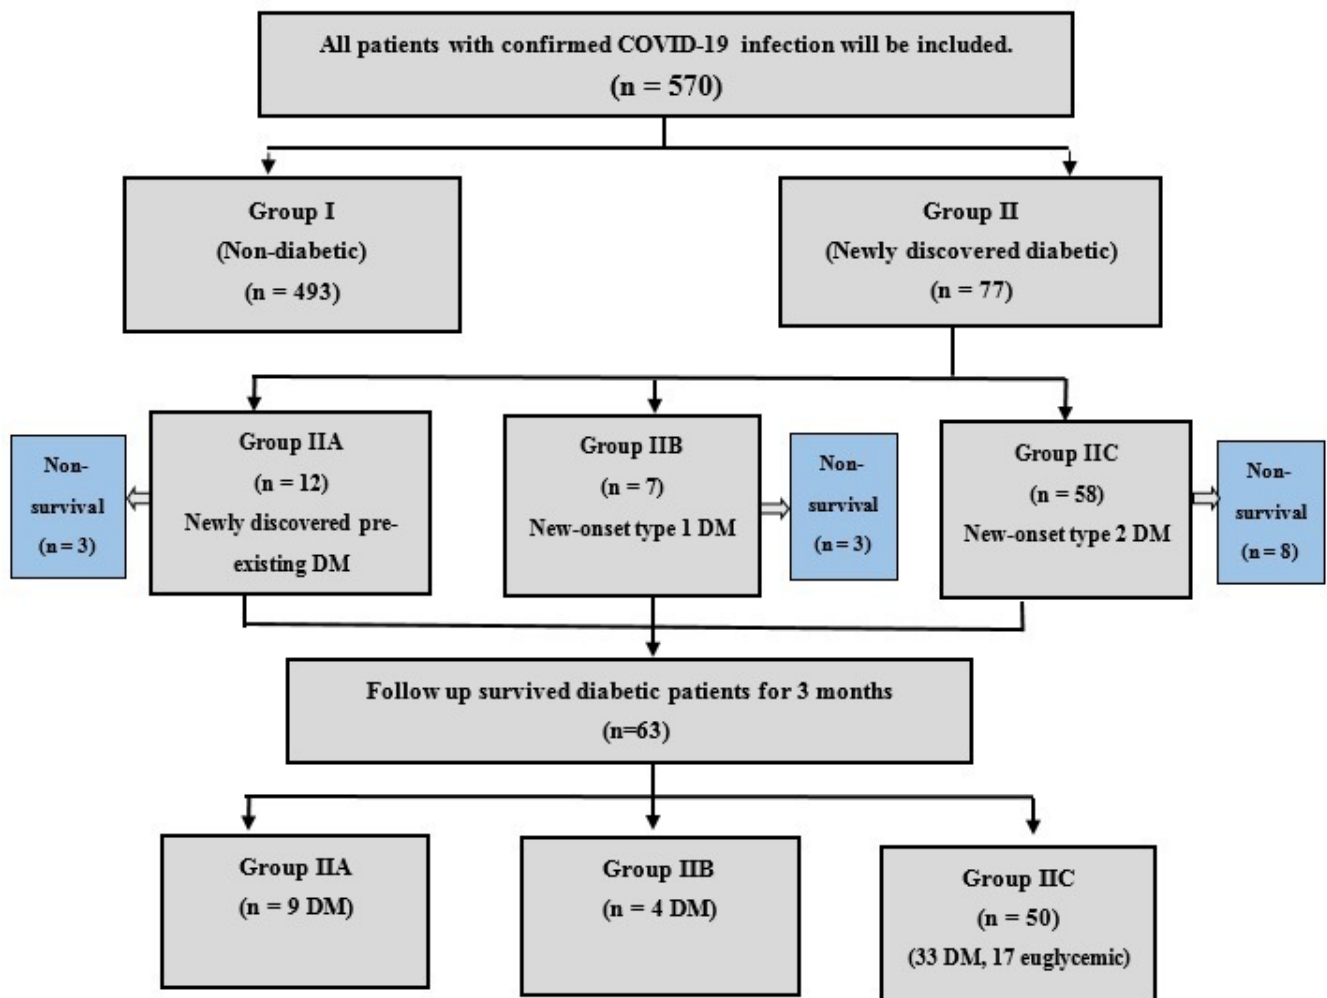 All patients with confirmed COVID-19 infection will be included.
(n = 570)
Group I
(Non-diabetic)
(n = 493)
Group II
(Newly discovered diabetic)
(n = 77)
Non-
survival
(n = 3)
Group IIA
(n = 12)
Newly discovered pre-
existing DM
Group IIB
(n = 7)
New-onset type 1 DM
Non-
survival
(n = 3)
Group IIC
(n = 58)
New-onset type 2 DM
Non-
survival
(n = 8)
Follow up survived diabetic patients for 3 months
(n=63)
Group IIA
(n = 9 DM)
Group IIB
(n = 4 DM)
Group IIC
(n = 50)
(33 DM, 17 euglycemic)